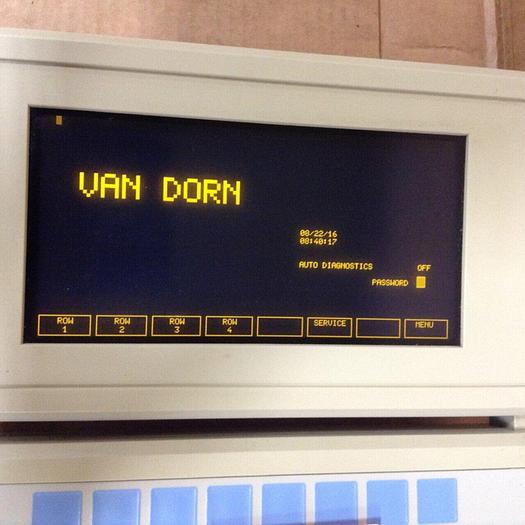 VAN DORN
08/22/16
08:40:17
AUTO DIAGNOSTICS OFF
PASSWORD
ROW 1
ROW 2
ROW 3
ROW 4
SERVICE
MENU